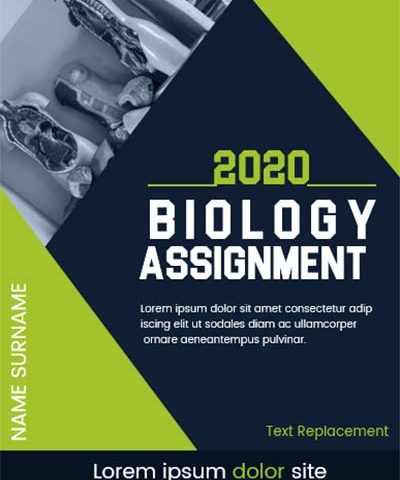 2020
BIOLOGY
ASSIGNMENT
Lorem ipsum dolor sit amet consectetur adip
iscing elit ut sodales diam ac ullamcorper
ornare aeneantempus pulvinar.
NAME SURNAME
Text Replacement
Lorem ipsum dolor site